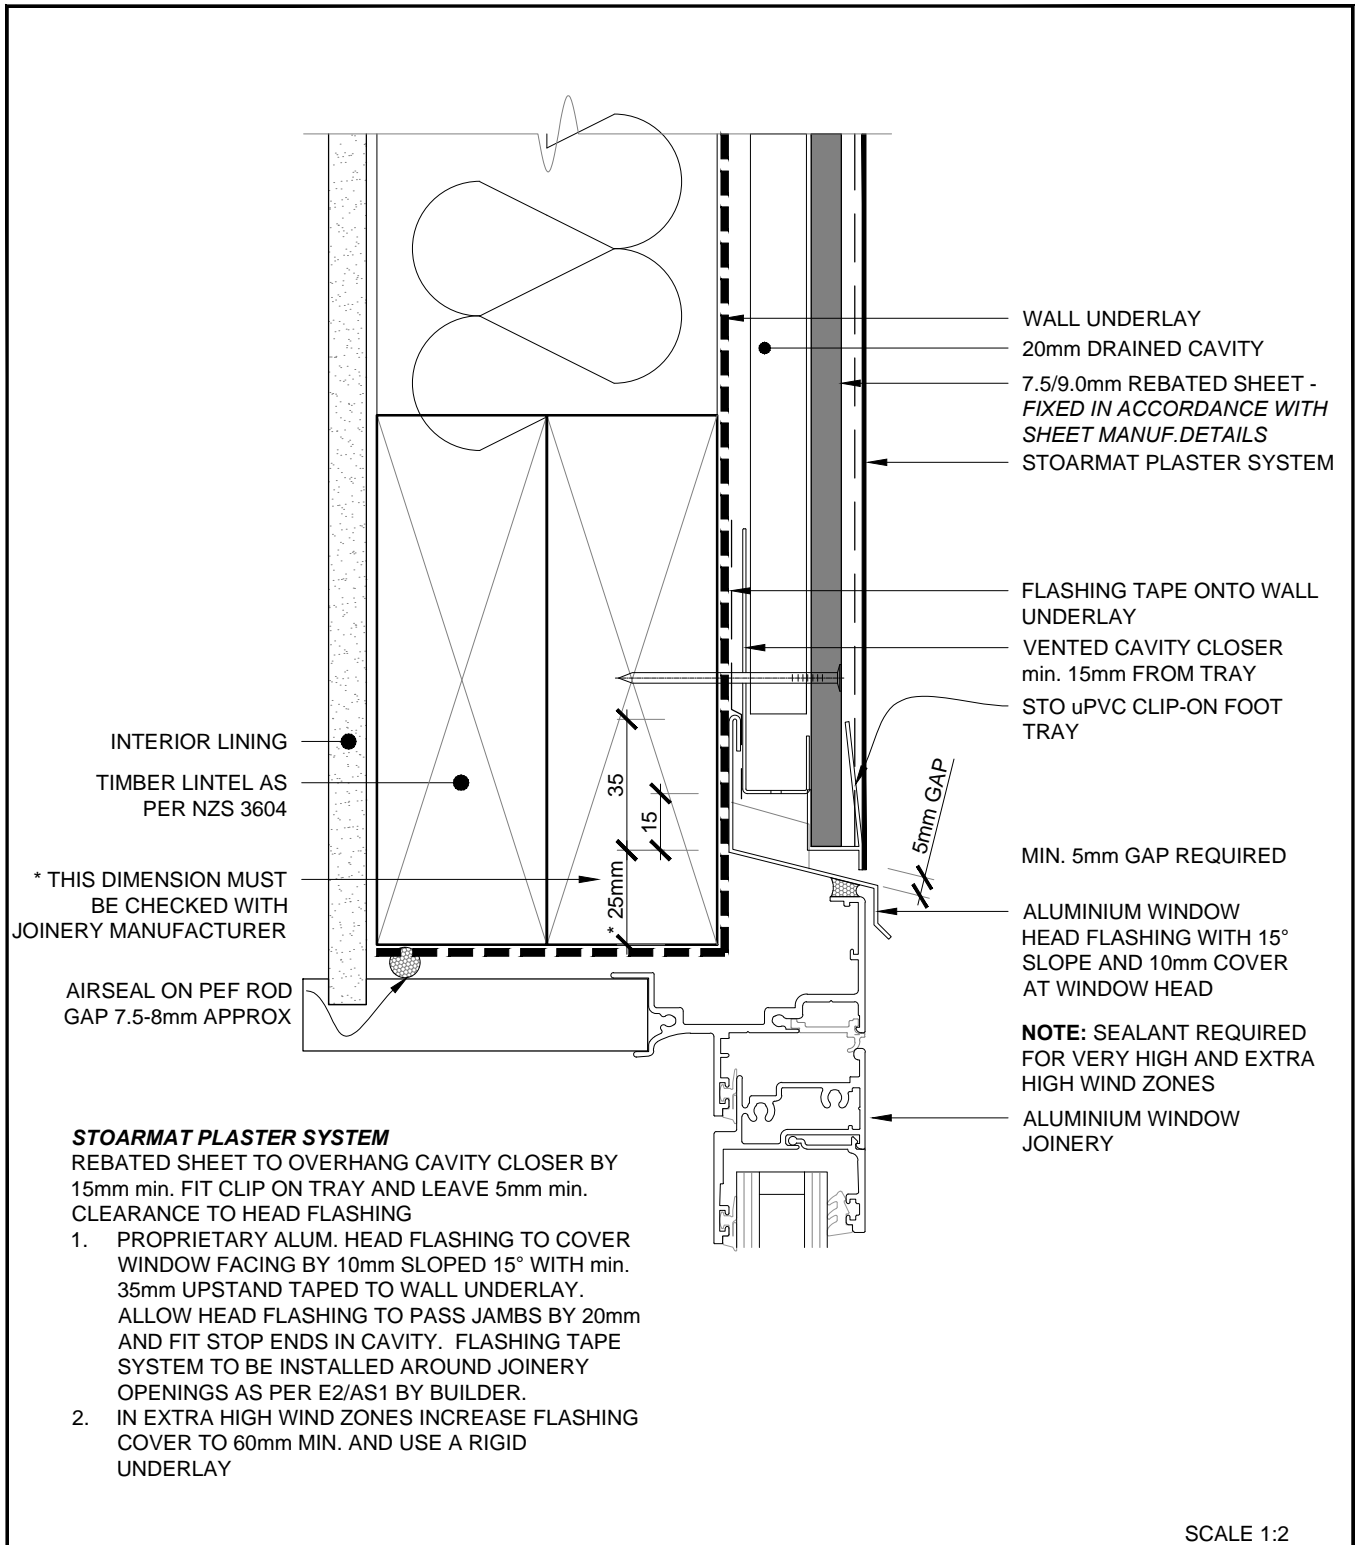 WALL UNDERLAY
20mm DRAINED CAVITY
7.5/9.0mm REBATED SHEET -
FIXED IN ACCORDANCE WITH
SHEET MANUF.DETAILS
STOARMAT PLASTER SYSTEM
FLASHING TAPE ONTO WALL
UNDERLAY
VENTED CAVITY CLOSER
min. 15mm FROM TRAY
STO uPVC CLIP-ON FOOT
TRAY
5mm GAP
MIN. 5mm GAP REQUIRED
ALUMINIUM WINDOW
HEAD FLASHING WITH 15°
SLOPE AND 10mm COVER
AT WINDOW HEAD
NOTE: SEALANT REQUIRED
FOR VERY HIGH AND EXTRA
HIGH WIND ZONES
ALUMINIUM WINDOW
JOINERY
INTERIOR LINING
TIMBER LINTEL AS
PER NZS 3604
35
15
* 25mm
* THIS DIMENSION MUST
BE CHECKED WITH
JOINERY MANUFACTURER
AIRSEAL ON PEF ROD
GAP 7.5-8mm APPROX
STOARMAT PLASTER SYSTEM
REBATED SHEET TO OVERHANG CAVITY CLOSER BY
15mm min. FIT CLIP ON TRAY AND LEAVE 5mm min.
CLEARANCE TO HEAD FLASHING
1. PROPRIETARY ALUM. HEAD FLASHING TO COVER
WINDOW FACING BY 10mm SLOPED 15° WITH min.
35mm UPSTAND TAPED TO WALL UNDERLAY.
ALLOW HEAD FLASHING TO PASS JAMBS BY 20mm
AND FIT STOP ENDS IN CAVITY. FLASHING TAPE
SYSTEM TO BE INSTALLED AROUND JOINERY
OPENINGS AS PER E2/AS1 BY BUILDER.
2. IN EXTRA HIGH WIND ZONES INCREASE FLASHING
COVER TO 60mm MIN. AND USE A RIGID
UNDERLAY
SCALE 1:2